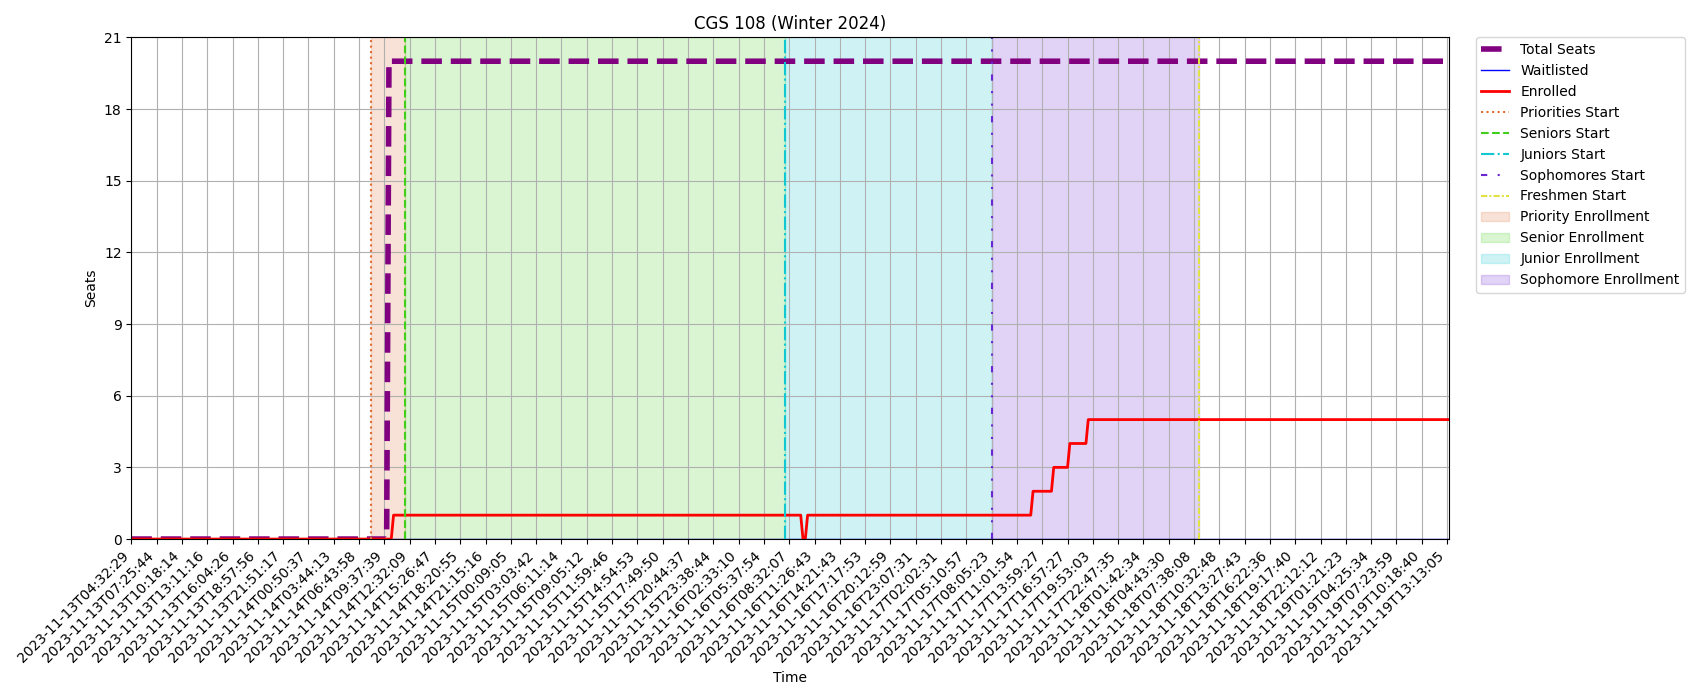 CGS 108 (Winter 2024)
21
18
15
12
9
6
3
0
Seats
2023-11-13T04:32:29
2023-11-13T07:25:44
2023-11-13T10:18:14
2023-11-13T13:11:16
2023-11-13T16:04:26
2023-11-13T18:57:56
2023-11-13T21:51:17
2023-11-14T00:50:37
2023-11-14T03:44:13
2023-11-14T06:43:58
2023-11-14T09:37:39
2023-11-14T12:32:09
2023-11-14T15:26:47
2023-11-14T18:20:55
2023-11-14T21:15:16
2023-11-15T00:09:05
2023-11-15T03:03:42
2023-11-15T06:11:14
2023-11-15T09:05:12
2023-11-15T11:59:46
2023-11-15T14:54:53
2023-11-15T17:49:50
2023-11-15T20:44:37
2023-11-15T23:38:44
2023-11-16T02:33:10
2023-11-16T05:37:54
2023-11-16T08:32:07
2023-11-16T11:26:43
2023-11-16T14:21:43
2023-11-16T17:17:53
2023-11-16T20:12:59
2023-11-16T23:07:31
2023-11-17T02:02:31
2023-11-17T05:10:57
2023-11-17T08:05:23
2023-11-17T11:01:54
2023-11-17T13:59:27
2023-11-17T16:57:27
2023-11-17T19:53:03
2023-11-17T22:47:35
2023-11-18T01:42:34
2023-11-18T04:43:30
2023-11-18T07:38:08
2023-11-18T10:32:48
2023-11-18T13:27:43
2023-11-18T16:22:36
2023-11-18T19:17:40
2023-11-18T22:12:12
2023-11-19T01:21:23
2023-11-19T04:25:34
2023-11-19T07:23:59
2023-11-19T10:18:40
2023-11-19T13:13:05
Time
Total Seats
Waitlisted
Enrolled
Priorities Start
Seniors Start
Juniors Start
Sophomores Start
Freshmen Start
Priority Enrollment
Senior Enrollment
Junior Enrollment
Sophomore Enrollment